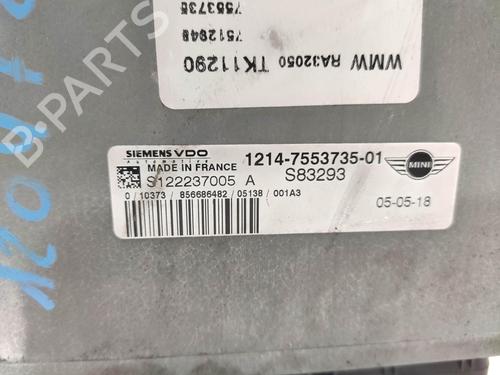 7553735
7512848
WMW RA32050 TK11290
B-PARTS
SIEMENS VDO
Automotive
MADE IN FRANCE
1214-7553735-01
MINI
S122237005 A
S83293
0 / 10373 / 856686482 / 05138 / 001A3
05-05-18